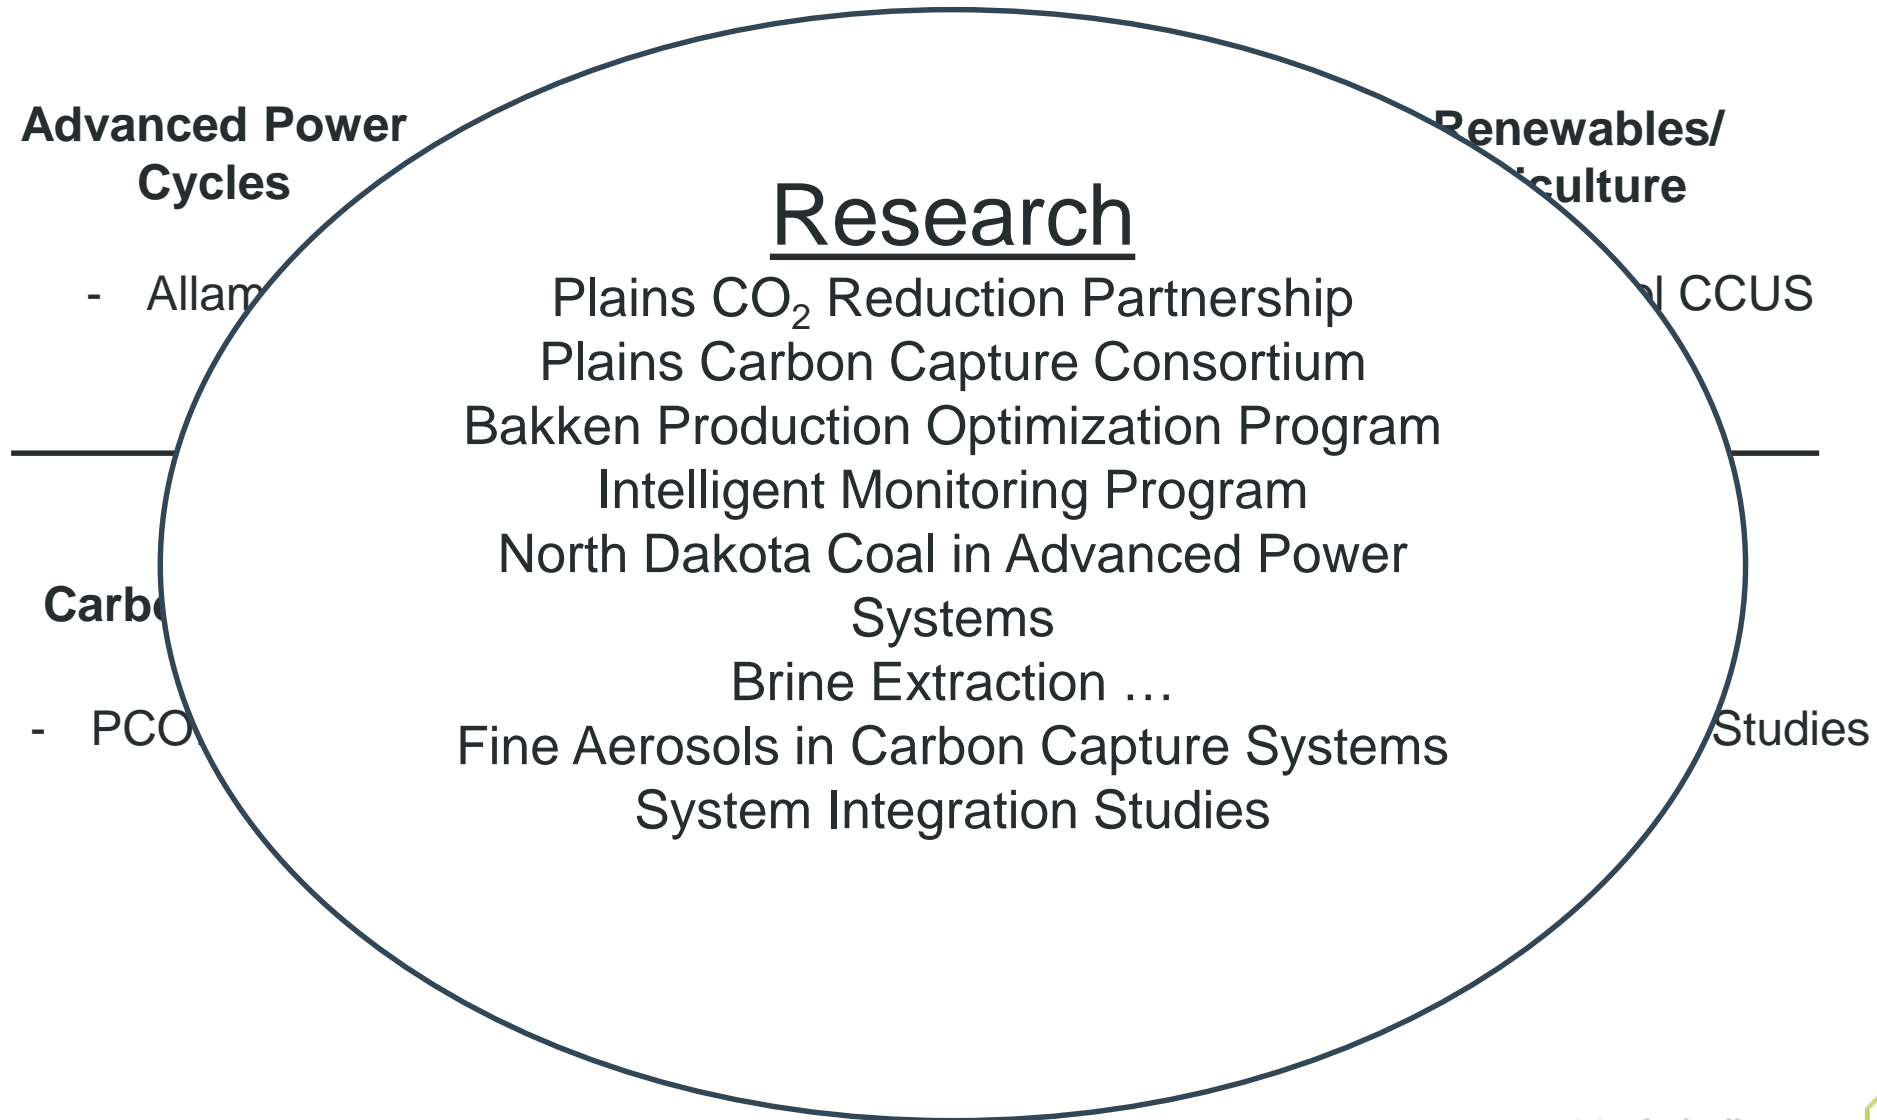 Advanced Power
Cycles
- Allam
Renewables/
iculture
CCUS
Research
Plains CO₂ Reduction Partnership
Plains Carbon Capture Consortium
Bakken Production Optimization Program
Intelligent Monitoring Program
North Dakota Coal in Advanced Power
Systems
Brine Extraction …
Fine Aerosols in Carbon Capture Systems
System Integration Studies
Carbo
- PCO
Studies